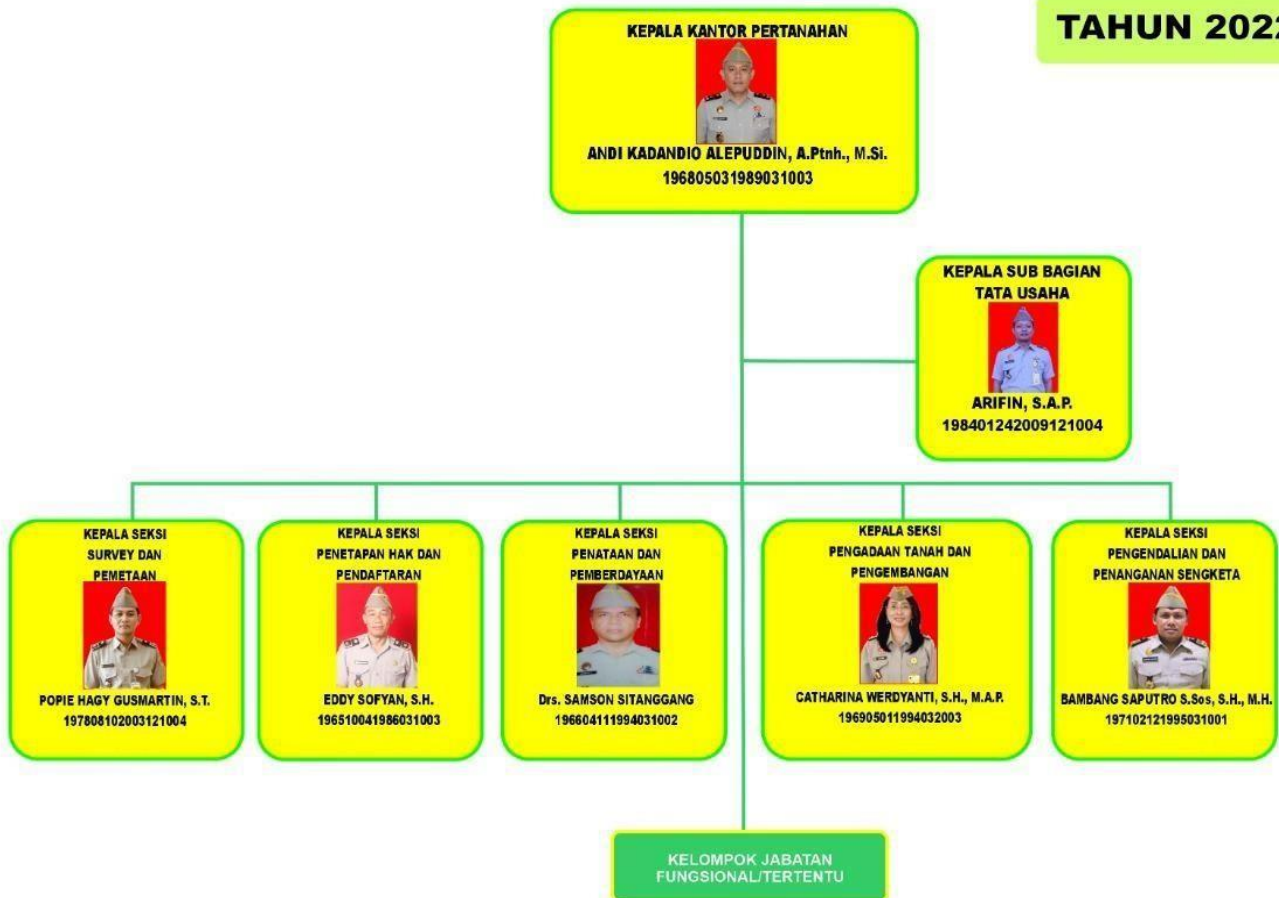 TAHUN 2022
KEPALA KANTOR PERTANAHAN
ANDI KADANDIO ALEPUDDIN, A.Ptnh., M.Si.
196805031989031003
KEPALA SUB BAGIAN
TATA USAHA
ARIFIN, S.A.P.
198401242009121004
KEPALA SEKSI
SURVEY DAN
PEMETAAN
POPIE HAGY GUSMARTIN, S.T.
197808102003121004
KEPALA SEKSI
PENETAPAN HAK DAN
PENDAFTARAN
EDDY SOFYAN, S.H.
196510041986031003
KEPALA SEKSI
PENATAAN DAN
PEMBERDAYAAN
Drs. SAMSON SITANGGANG
196604111994031002
KEPALA SEKSI
PENGADAAN TANAH DAN
PENGEMBANGAN
CATHARINA WERDYANTI, S.H., M.A.P.
196905011994032003
KEPALA SEKSI
PENGENDALIAN DAN
PENANGANAN SENGKETA
BAMBANG SAPUTRO S.Sos, S.H., M.H.
197102121995031001
KELOMPOK JABATAN
FUNGSIONAL/TERTENTU